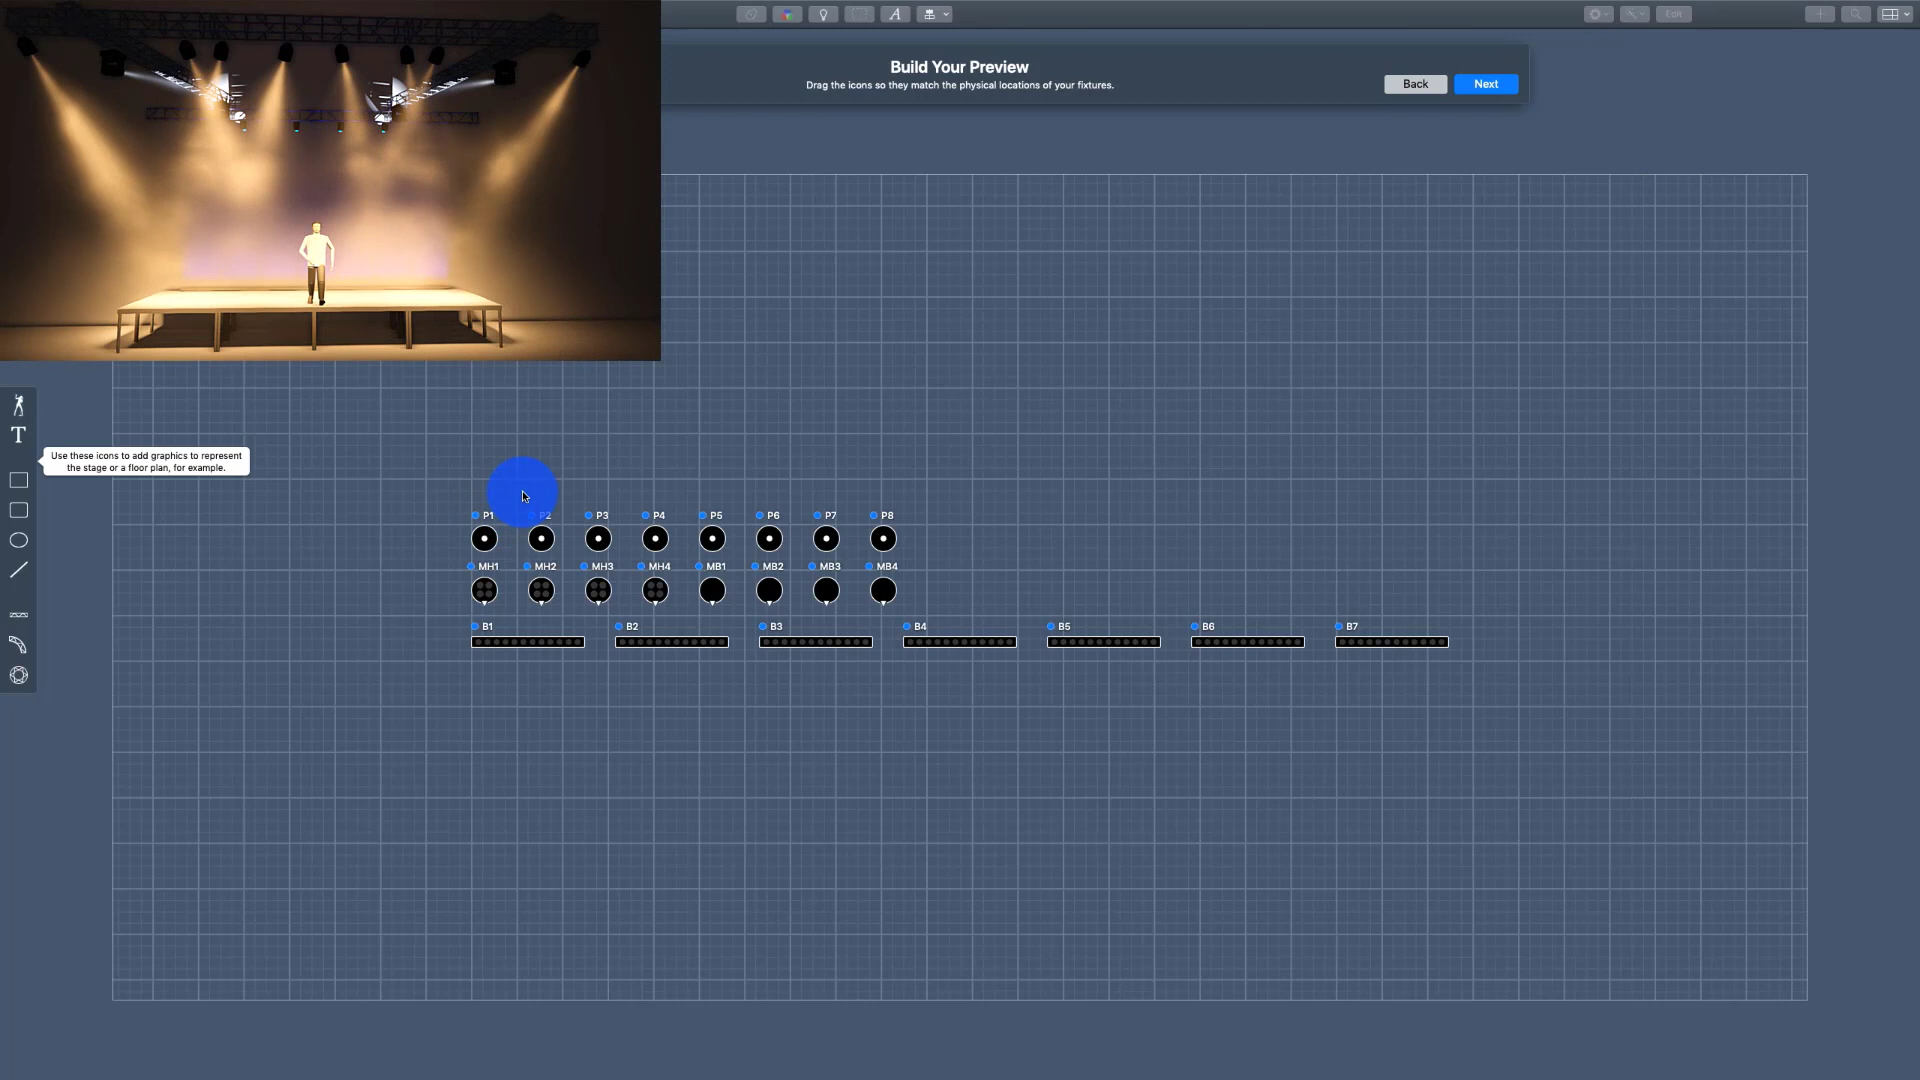 A
Edit
Build Your Preview
Drag the icons so they match the physical locations of your fixtures.
Back
Next
T
Use these icons to add graphics to represent
the stage or a floor plan, for example.
P1 P2 P3 P4 P5 P6 P7 P8
MH1 MH2 MH3 MH4 MB1 MB2 MB3 MB4
B1 B2 B3 B4 B5 B6 B7